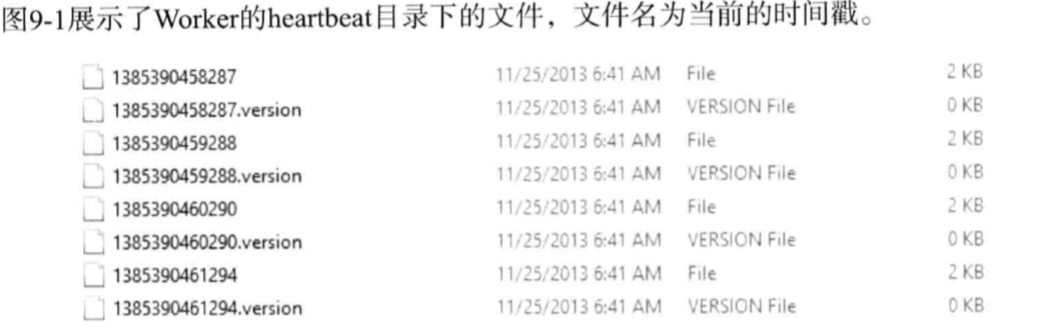 图9-1展示了Worker的heartbeat目录下的文件，文件名为当前的时间戳。
1385390458287 11/25/2013 6:41 AM File 2 KB
1385390458287.version 11/25/2013 6:41 AM VERSION File 0 KB
1385390459288 11/25/2013 6:41 AM File 2 KB
1385390459288.version 11/25/2013 6:41 AM VERSION File 0 KB
1385390460290 11/25/2013 6:41 AM File 2 KB
1385390460290.version 11/25/2013 6:41 AM VERSION File 0 KB
1385390461294 11/25/2013 6:41 AM File 2 KB
1385390461294.version 11/25/2013 6:41 AM VERSION File 0 KB